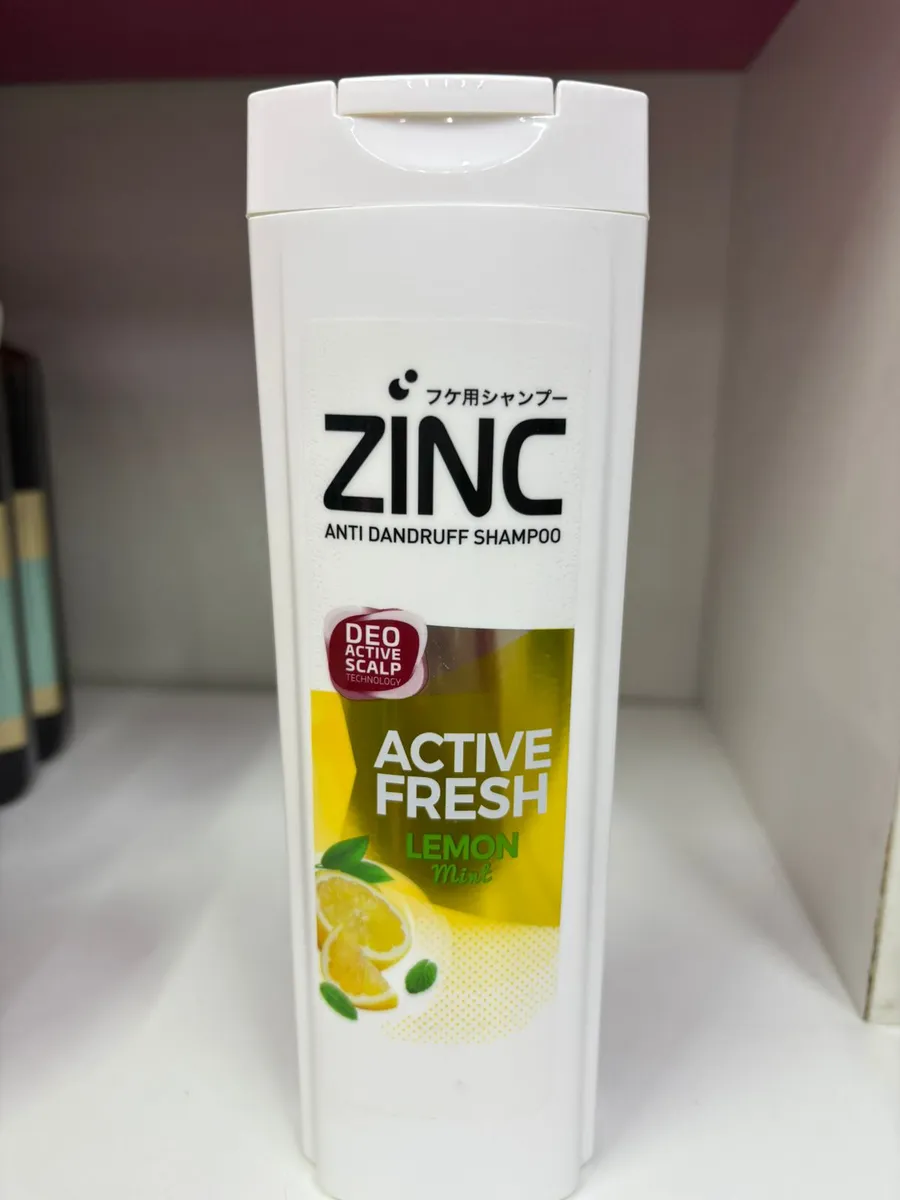 フケ用シャンプー
ZINC
ANTI DANDRUFF SHAMPOO
DEO
ACTIVE
SCALP
TECHNOLOGY
ACTIVE
FRESH
LEMON
Mint